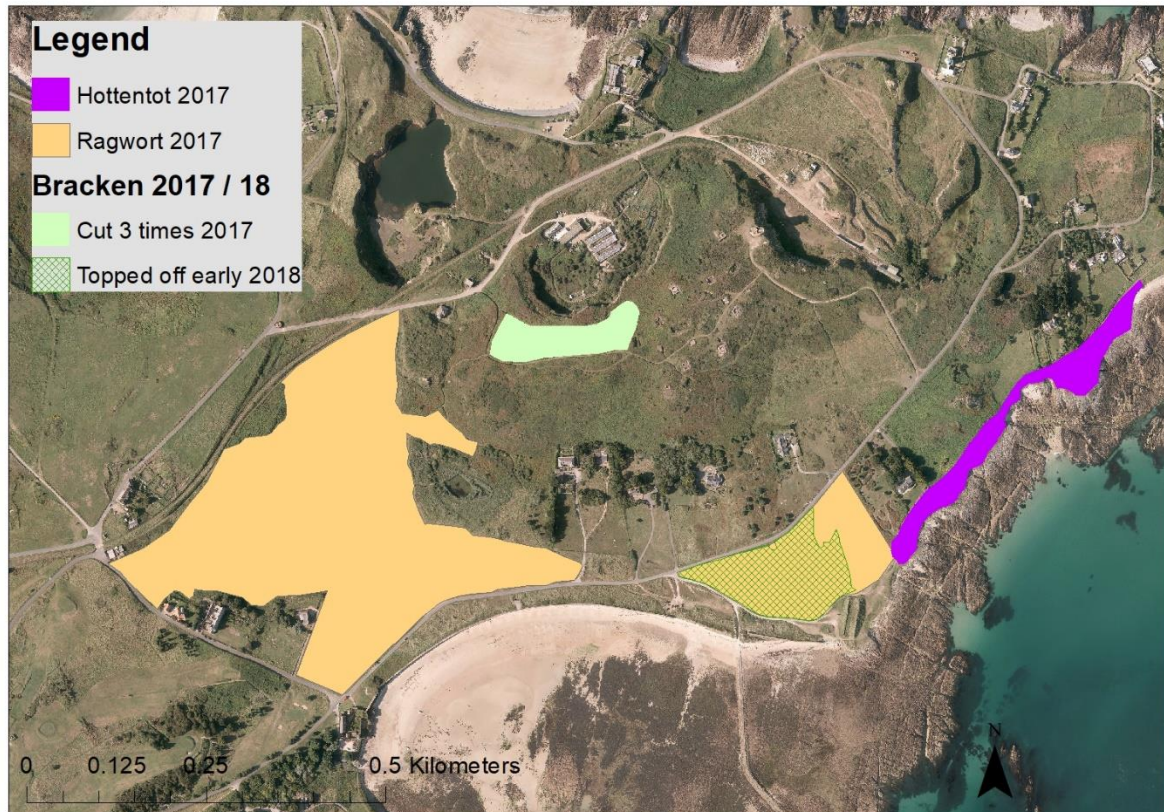 Legend
Hottentot 2017
Ragwort 2017
Bracken 2017 / 18
Cut 3 times 2017
Topped off early 2018
N
0 0.125 0.25 0.5 Kilometers